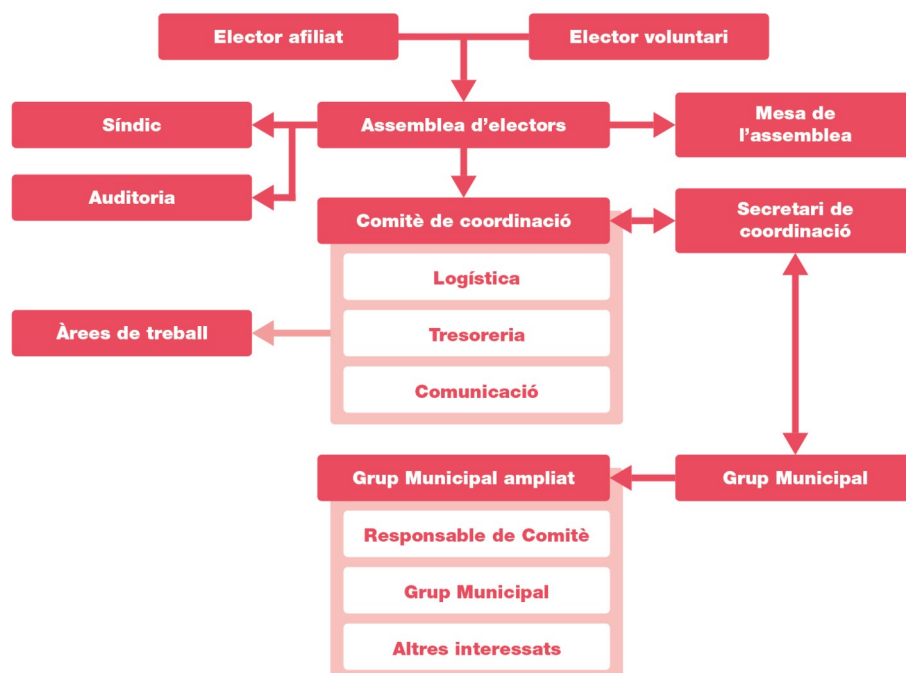 Elector afiliat
Elector voluntari
Síndic
Assemblea d'electors
Mesa de
l'assemblea
Auditoria
Comitè de coordinació
Secretari de
coordinació
Logística
Àrees de treball
Tresoreria
Comunicació
Grup Municipal ampliat
Grup Municipal
Responsable de Comitè
Grup Municipal
Altres interessats